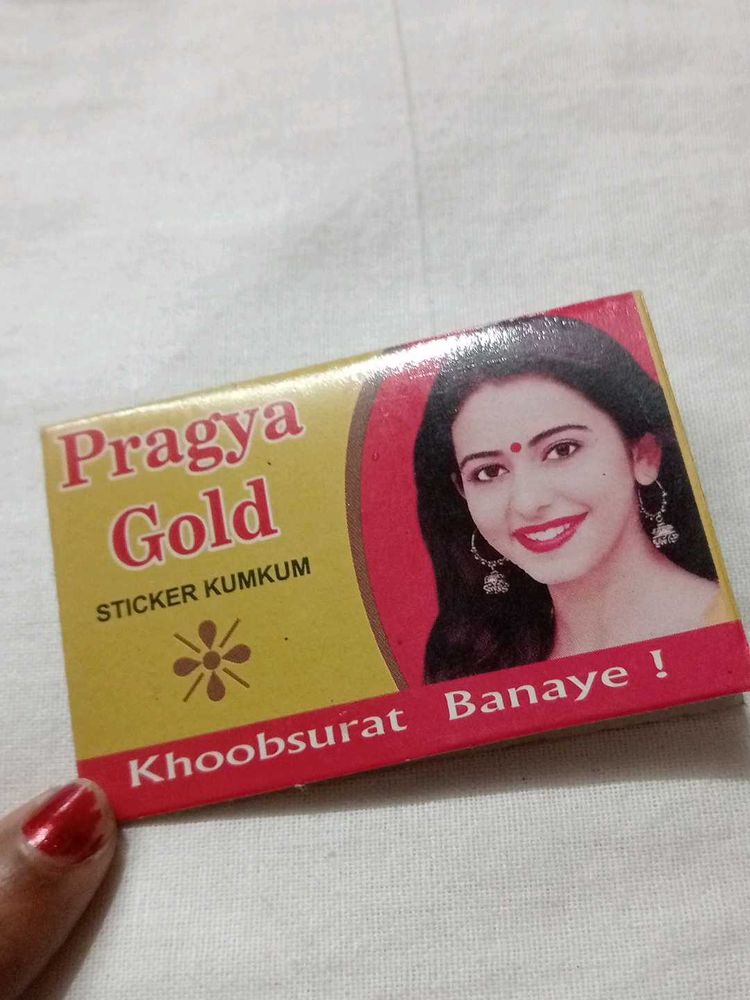 Pragya
Gold
STICKER KUMKUM
Khoobsurat Banaye !